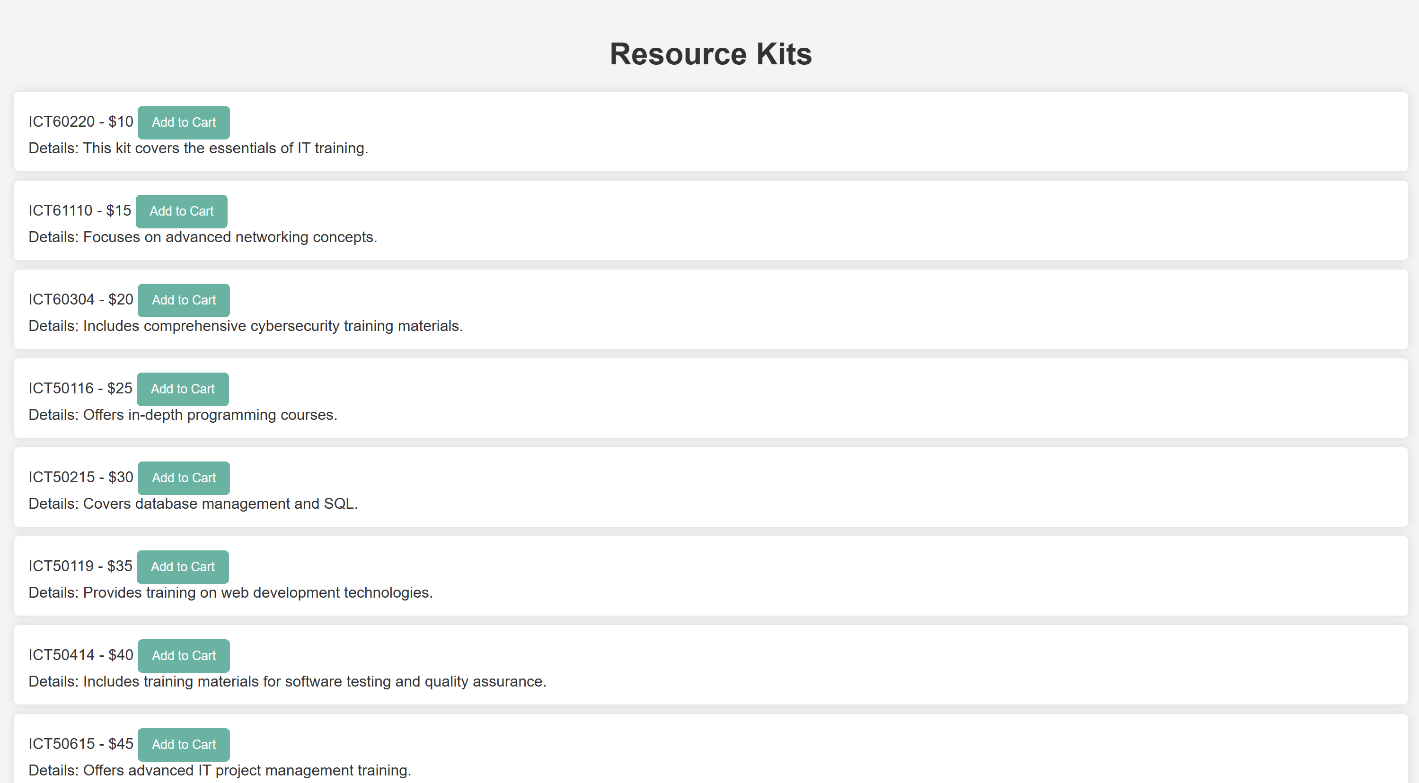 Resource Kits
ICT60220 - $10 Add to Cart
Details: This kit covers the essentials of IT training.
ICT61110 - $15 Add to Cart
Details: Focuses on advanced networking concepts.
ICT60304 - $20 Add to Cart
Details: Includes comprehensive cybersecurity training materials.
ICT50116 - $25 Add to Cart
Details: Offers in-depth programming courses.
ICT50215 - $30 Add to Cart
Details: Covers database management and SQL.
ICT50119 - $35 Add to Cart
Details: Provides training on web development technologies.
ICT50414 - $40 Add to Cart
Details: Includes training materials for software testing and quality assurance.
ICT50615 - $45 Add to Cart
Details: Offers advanced IT project management training.